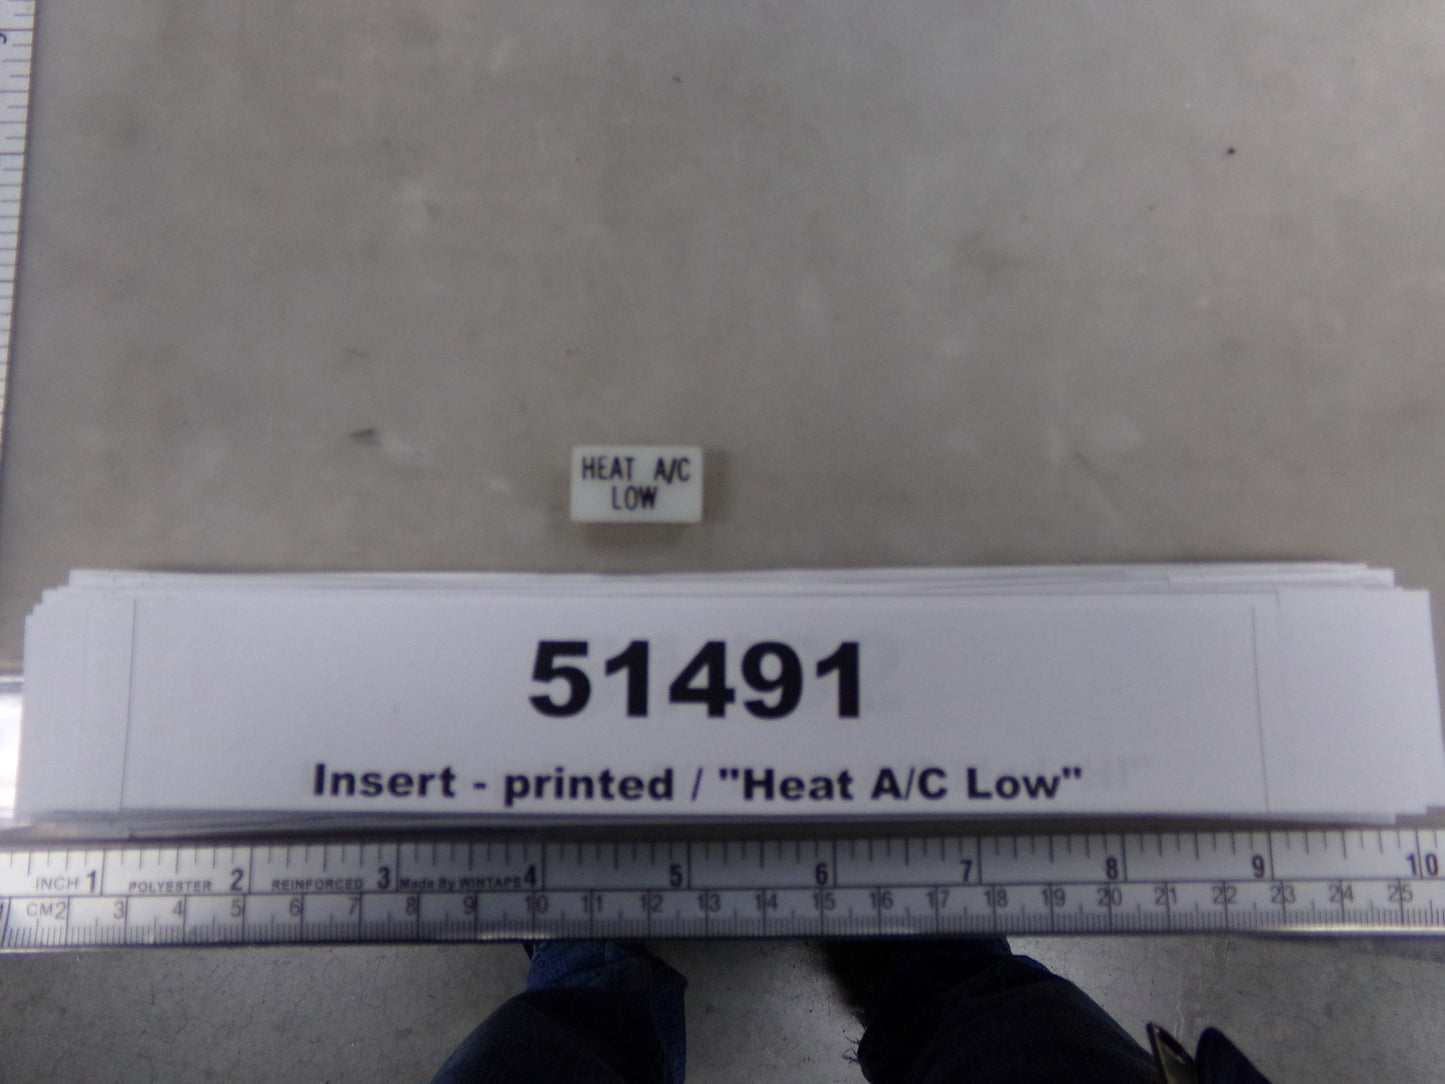 HEAT A/C
LOW
51491
Insert - printed / "Heat A/C Low"
INCH 1 POLYESTER 2 REINFORCED 3 Made By WINTAPE 4 5 6 7 8 9 10
CM 2 3 4 5 6 7 8 9 10 11 12 13 14 15 16 17 18 19 20 21 22 23 24 25